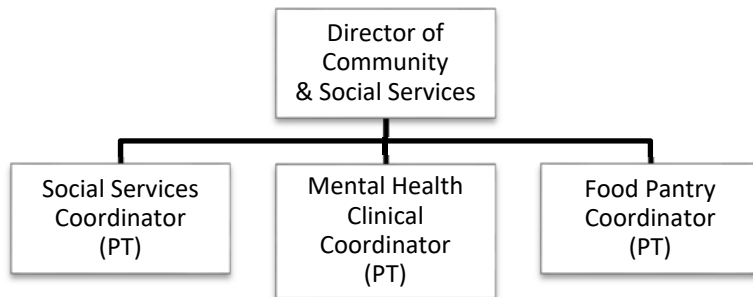 Director of
Community
& Social Services
Social Services
Coordinator
(PT)
Mental Health
Clinical
Coordinator
(PT)
Food Pantry
Coordinator
(PT)